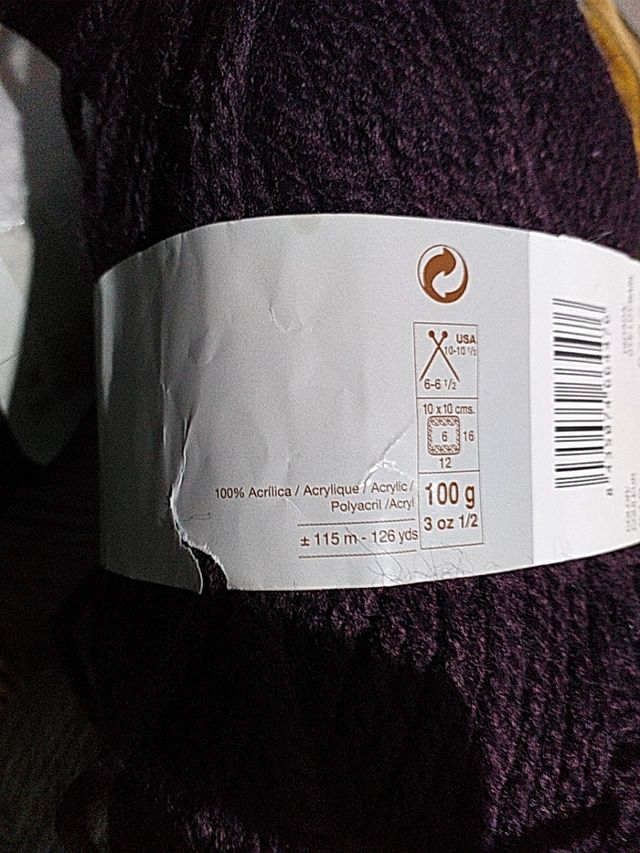 USA
10-10 1/2
6-6 1/2
10 x 10 cms.
6 16
12
100% Acrílica / Acrylique / Acrylic /
Polyacril /Acryl
100 g
3 oz 1/2
± 115 m - 126 yds